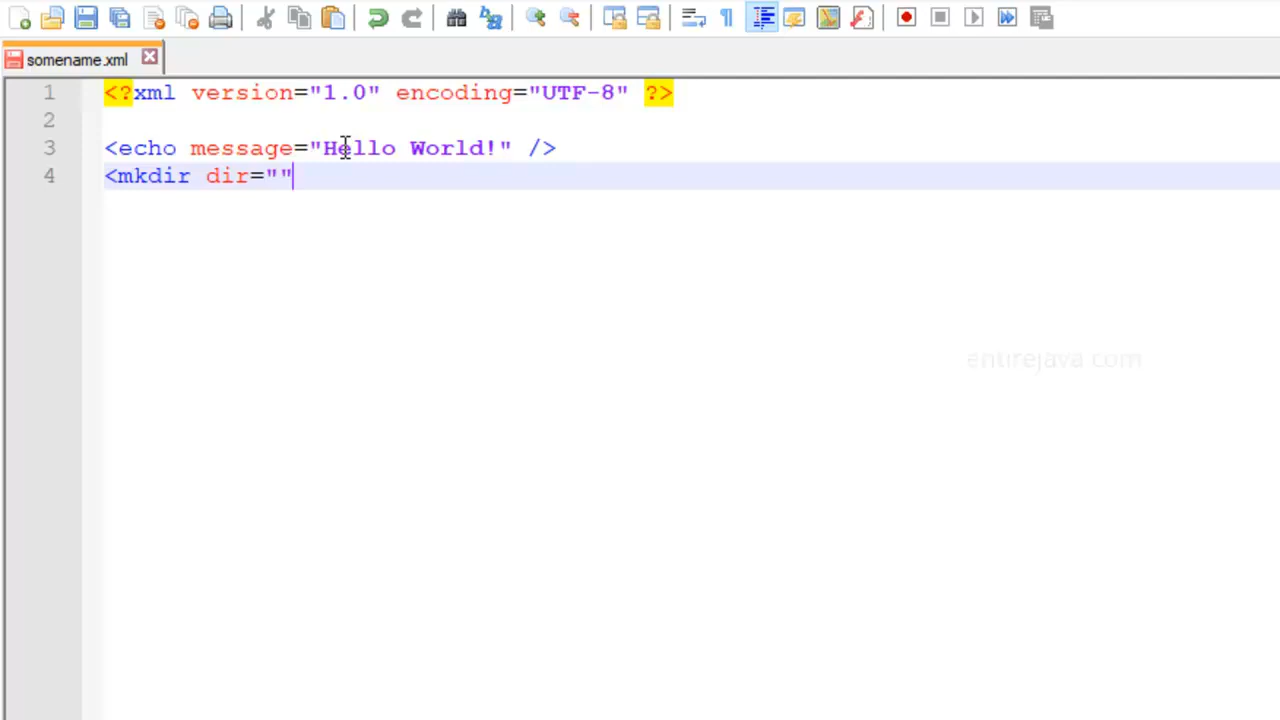 somename.xml
1 <?xml version="1.0" encoding="UTF-8" ?>
2
3 <echo message="Hello World!" />
4 <mkdir dir=""
entirejava.com